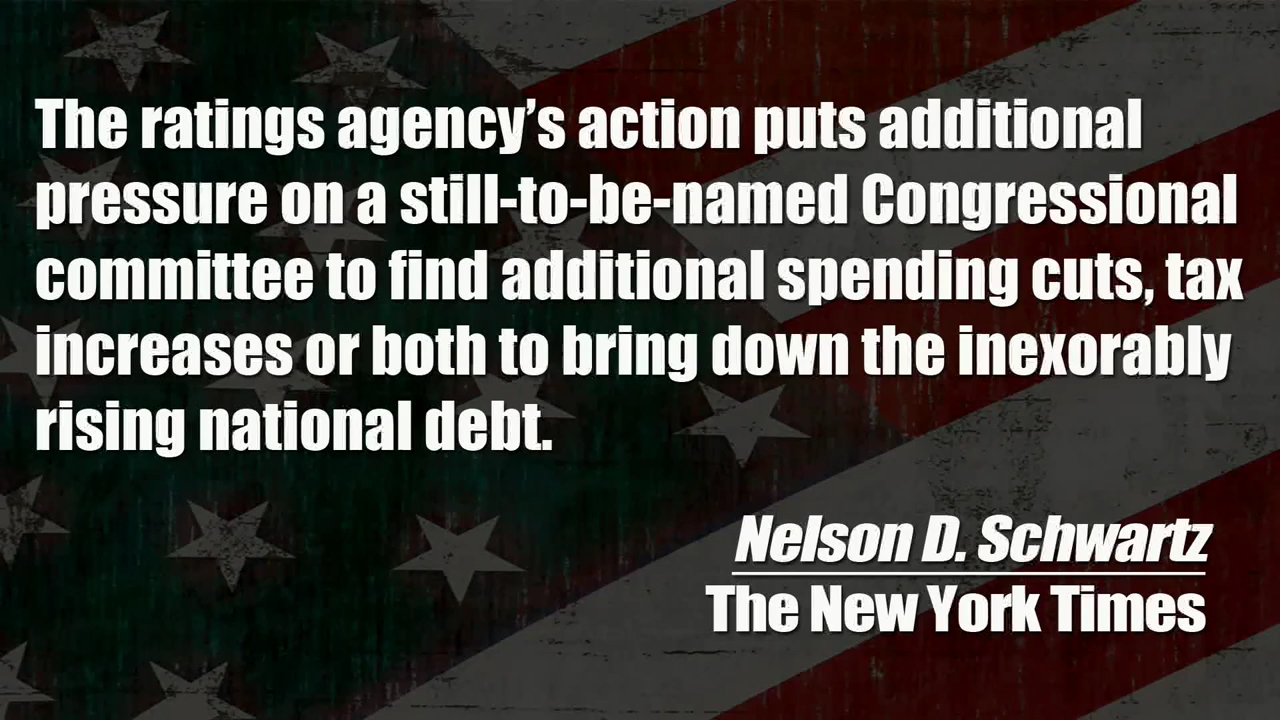 The ratings agency’s action puts additional
pressure on a still-to-be-named Congressional
committee to find additional spending cuts, tax
increases or both to bring down the inexorably
rising national debt.
Nelson D. Schwartz
The New York Times